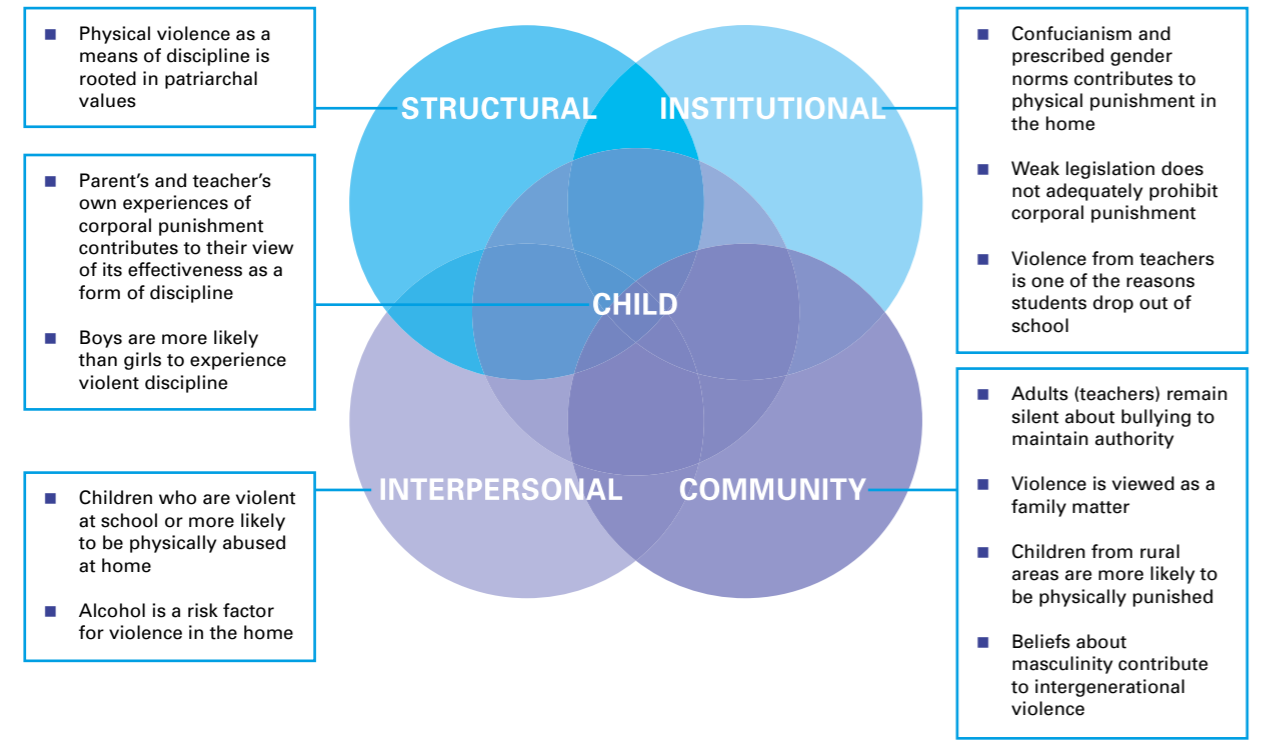 ■ Physical violence as a
means of discipline is
rooted in patriarchal
values
■ Parent's and teacher's
own experiences of
corporal punishment
contributes to their view
of its effectiveness as a
form of discipline
■ Boys are more likely
than girls to experience
violent discipline
■ Children who are violent
at school or more likely
to be physically abused
at home
■ Alcohol is a risk factor
for violence in the home
STRUCTURAL
INSTITUTIONAL
CHILD
INTERPERSONAL
COMMUNITY
■ Confucianism and
prescribed gender
norms contributes to
physical punishment in
the home
■ Weak legislation does
not adequately prohibit
corporal punishment
■ Violence from teachers
is one of the reasons
students drop out of
school
■ Adults (teachers) remain
silent about bullying to
maintain authority
■ Violence is viewed as a
family matter
■ Children from rural
areas are more likely to
be physically punished
■ Beliefs about
masculinity contribute
to intergenerational
violence